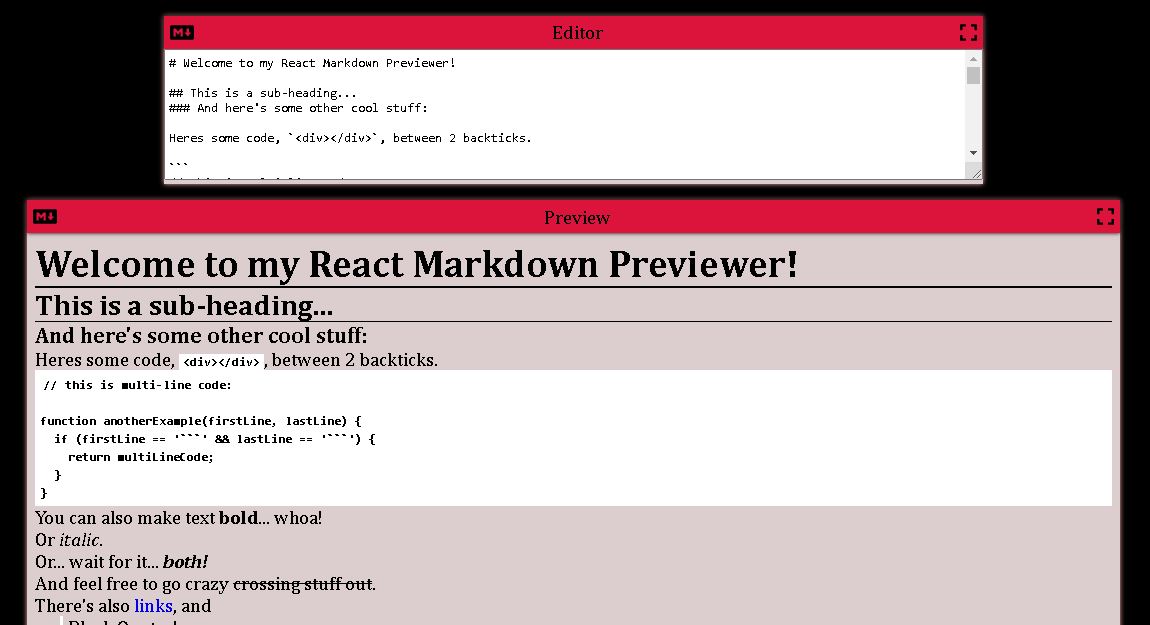 M↓ Editor
# Welcome to my React Markdown Previewer!
## This is a sub-heading...
### And here's some other cool stuff:
Heres some code, `<div></div>`, between 2 backticks.
```
M↓ Preview
Welcome to my React Markdown Previewer!
This is a sub-heading...
And here's some other cool stuff:
Heres some code, <div></div>, between 2 backticks.
// this is multi-line code:
function anotherExample(firstLine, lastLine) {
  if (firstLine == '```' && lastLine == '```') {
    return multiLineCode;
  }
}
You can also make text bold... whoa!
Or italic.
Or... wait for it... both!
And feel free to go crazy crossing stuff out.
There's also links, and